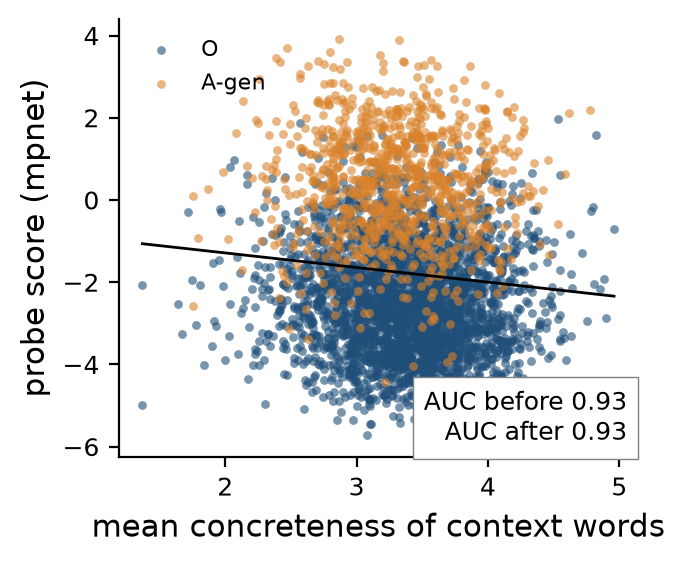 4
2
0
−2
−4
−6
probe score (mpnet)
O
A-gen
AUC before 0.93
AUC after 0.93
2
3
4
5
mean concreteness of context words